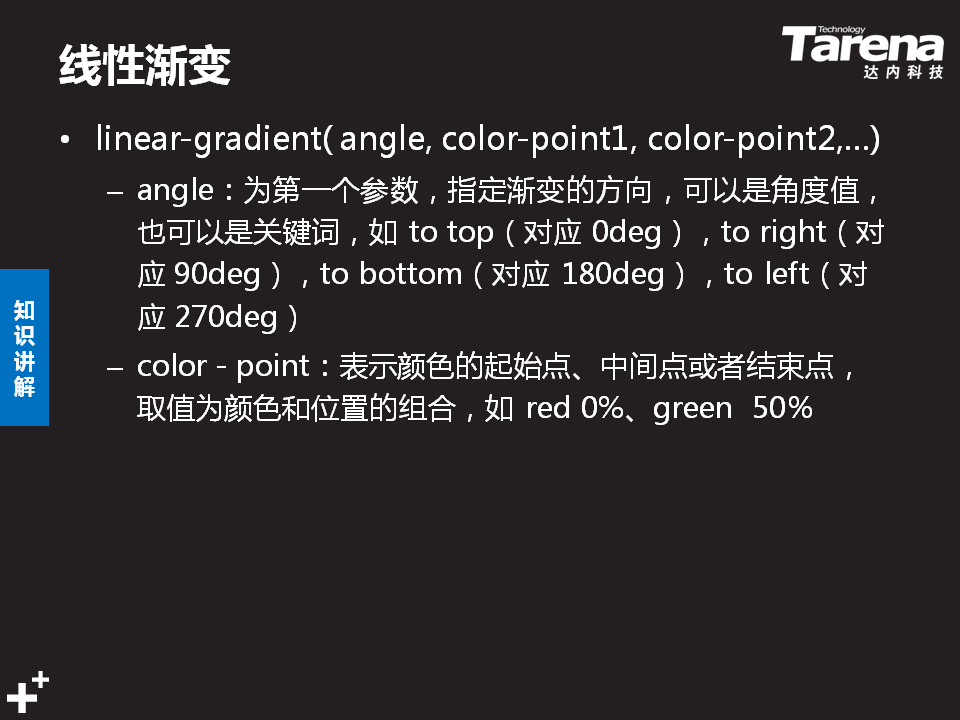 线性渐变
Technology
Tarena
达内科技
• linear-gradient( angle, color-point1, color-point2,...)
– angle：为第一个参数，指定渐变的方向，可以是角度值，
也可以是关键词，如 to top（对应 0deg），to right（对
应 90deg），to bottom（对应 180deg），to left（对
应 270deg）
– color - point：表示颜色的起始点、中间点或者结束点，
取值为颜色和位置的组合，如 red 0%、green 50%
知
识
讲
解